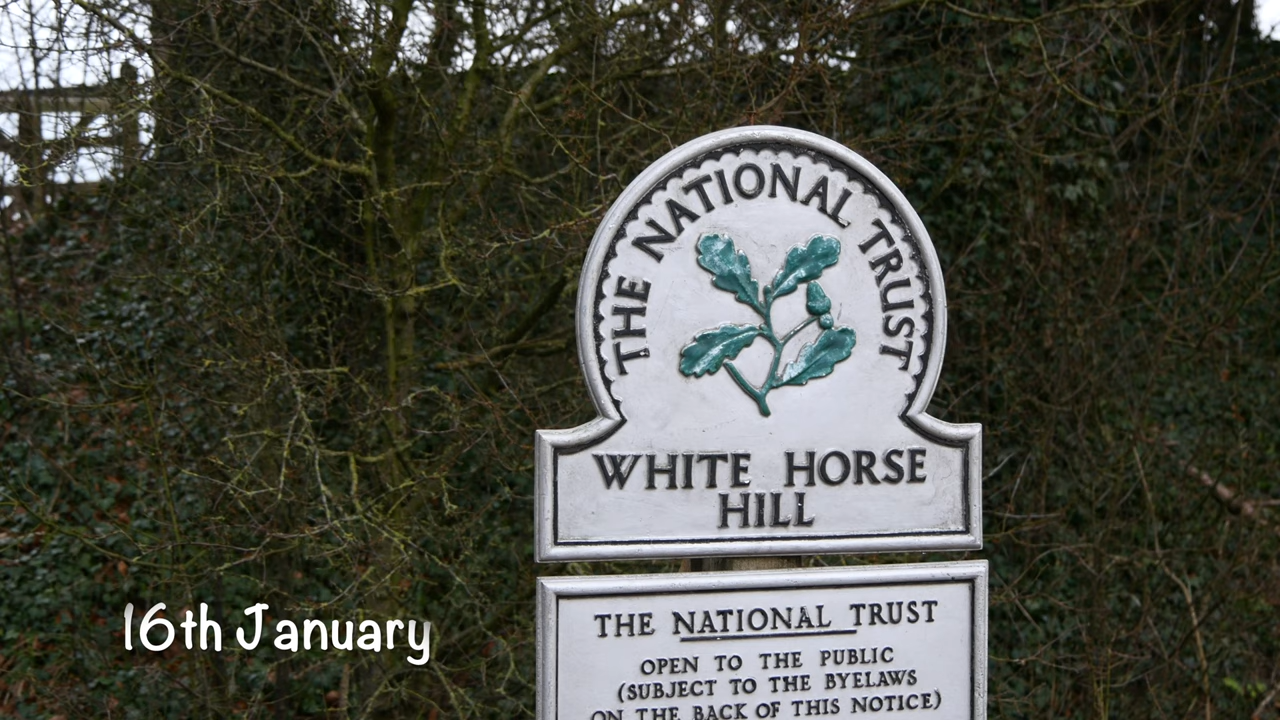 THE NATIONAL TRUST
WHITE HORSE
HILL
THE NATIONAL TRUST
OPEN TO THE PUBLIC
(SUBJECT TO THE BYELAWS
ON THE BACK OF THIS NOTICE)
16th January